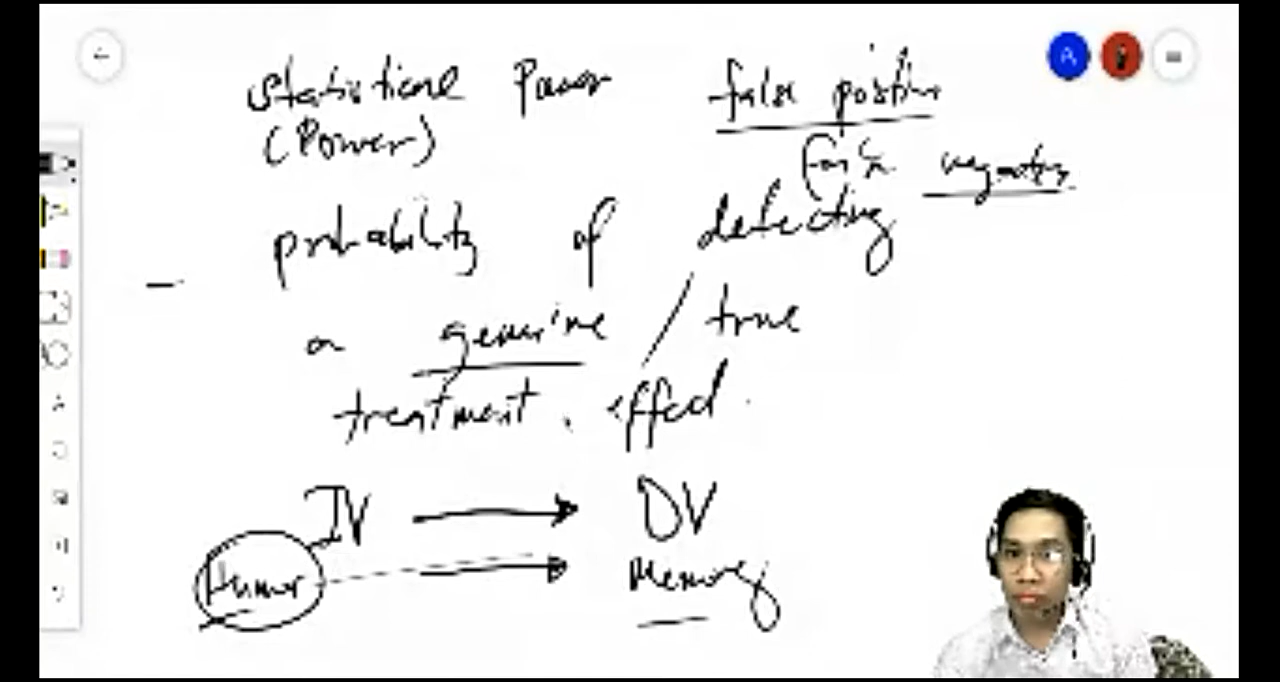 Statistical Power false positive
(Power) false negative
probability of detecting
a genuine / true
treatment effect.
IV → DV
Humor → Memory